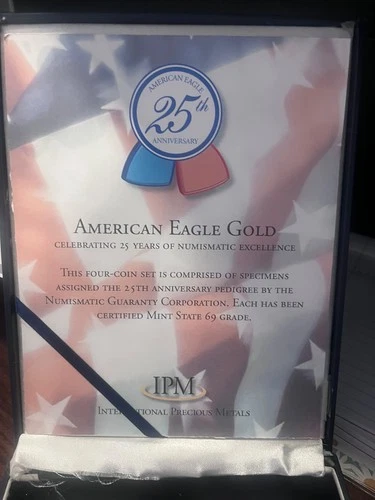 AMERICAN EAGLE
25th
ANNIVERSARY
AMERICAN EAGLE GOLD
CELEBRATING 25 YEARS OF NUMISMATIC EXCELLENCE
THIS FOUR-COIN SET IS COMPRISED OF SPECIMENS
ASSIGNED THE 25TH ANNIVERSARY PEDIGREE BY THE
NUMISMATIC GUARANTY CORPORATION. EACH HAS BEEN
CERTIFIED MINT STATE 69 GRADE.
IPM
INTERNATIONAL PRECIOUS METALS